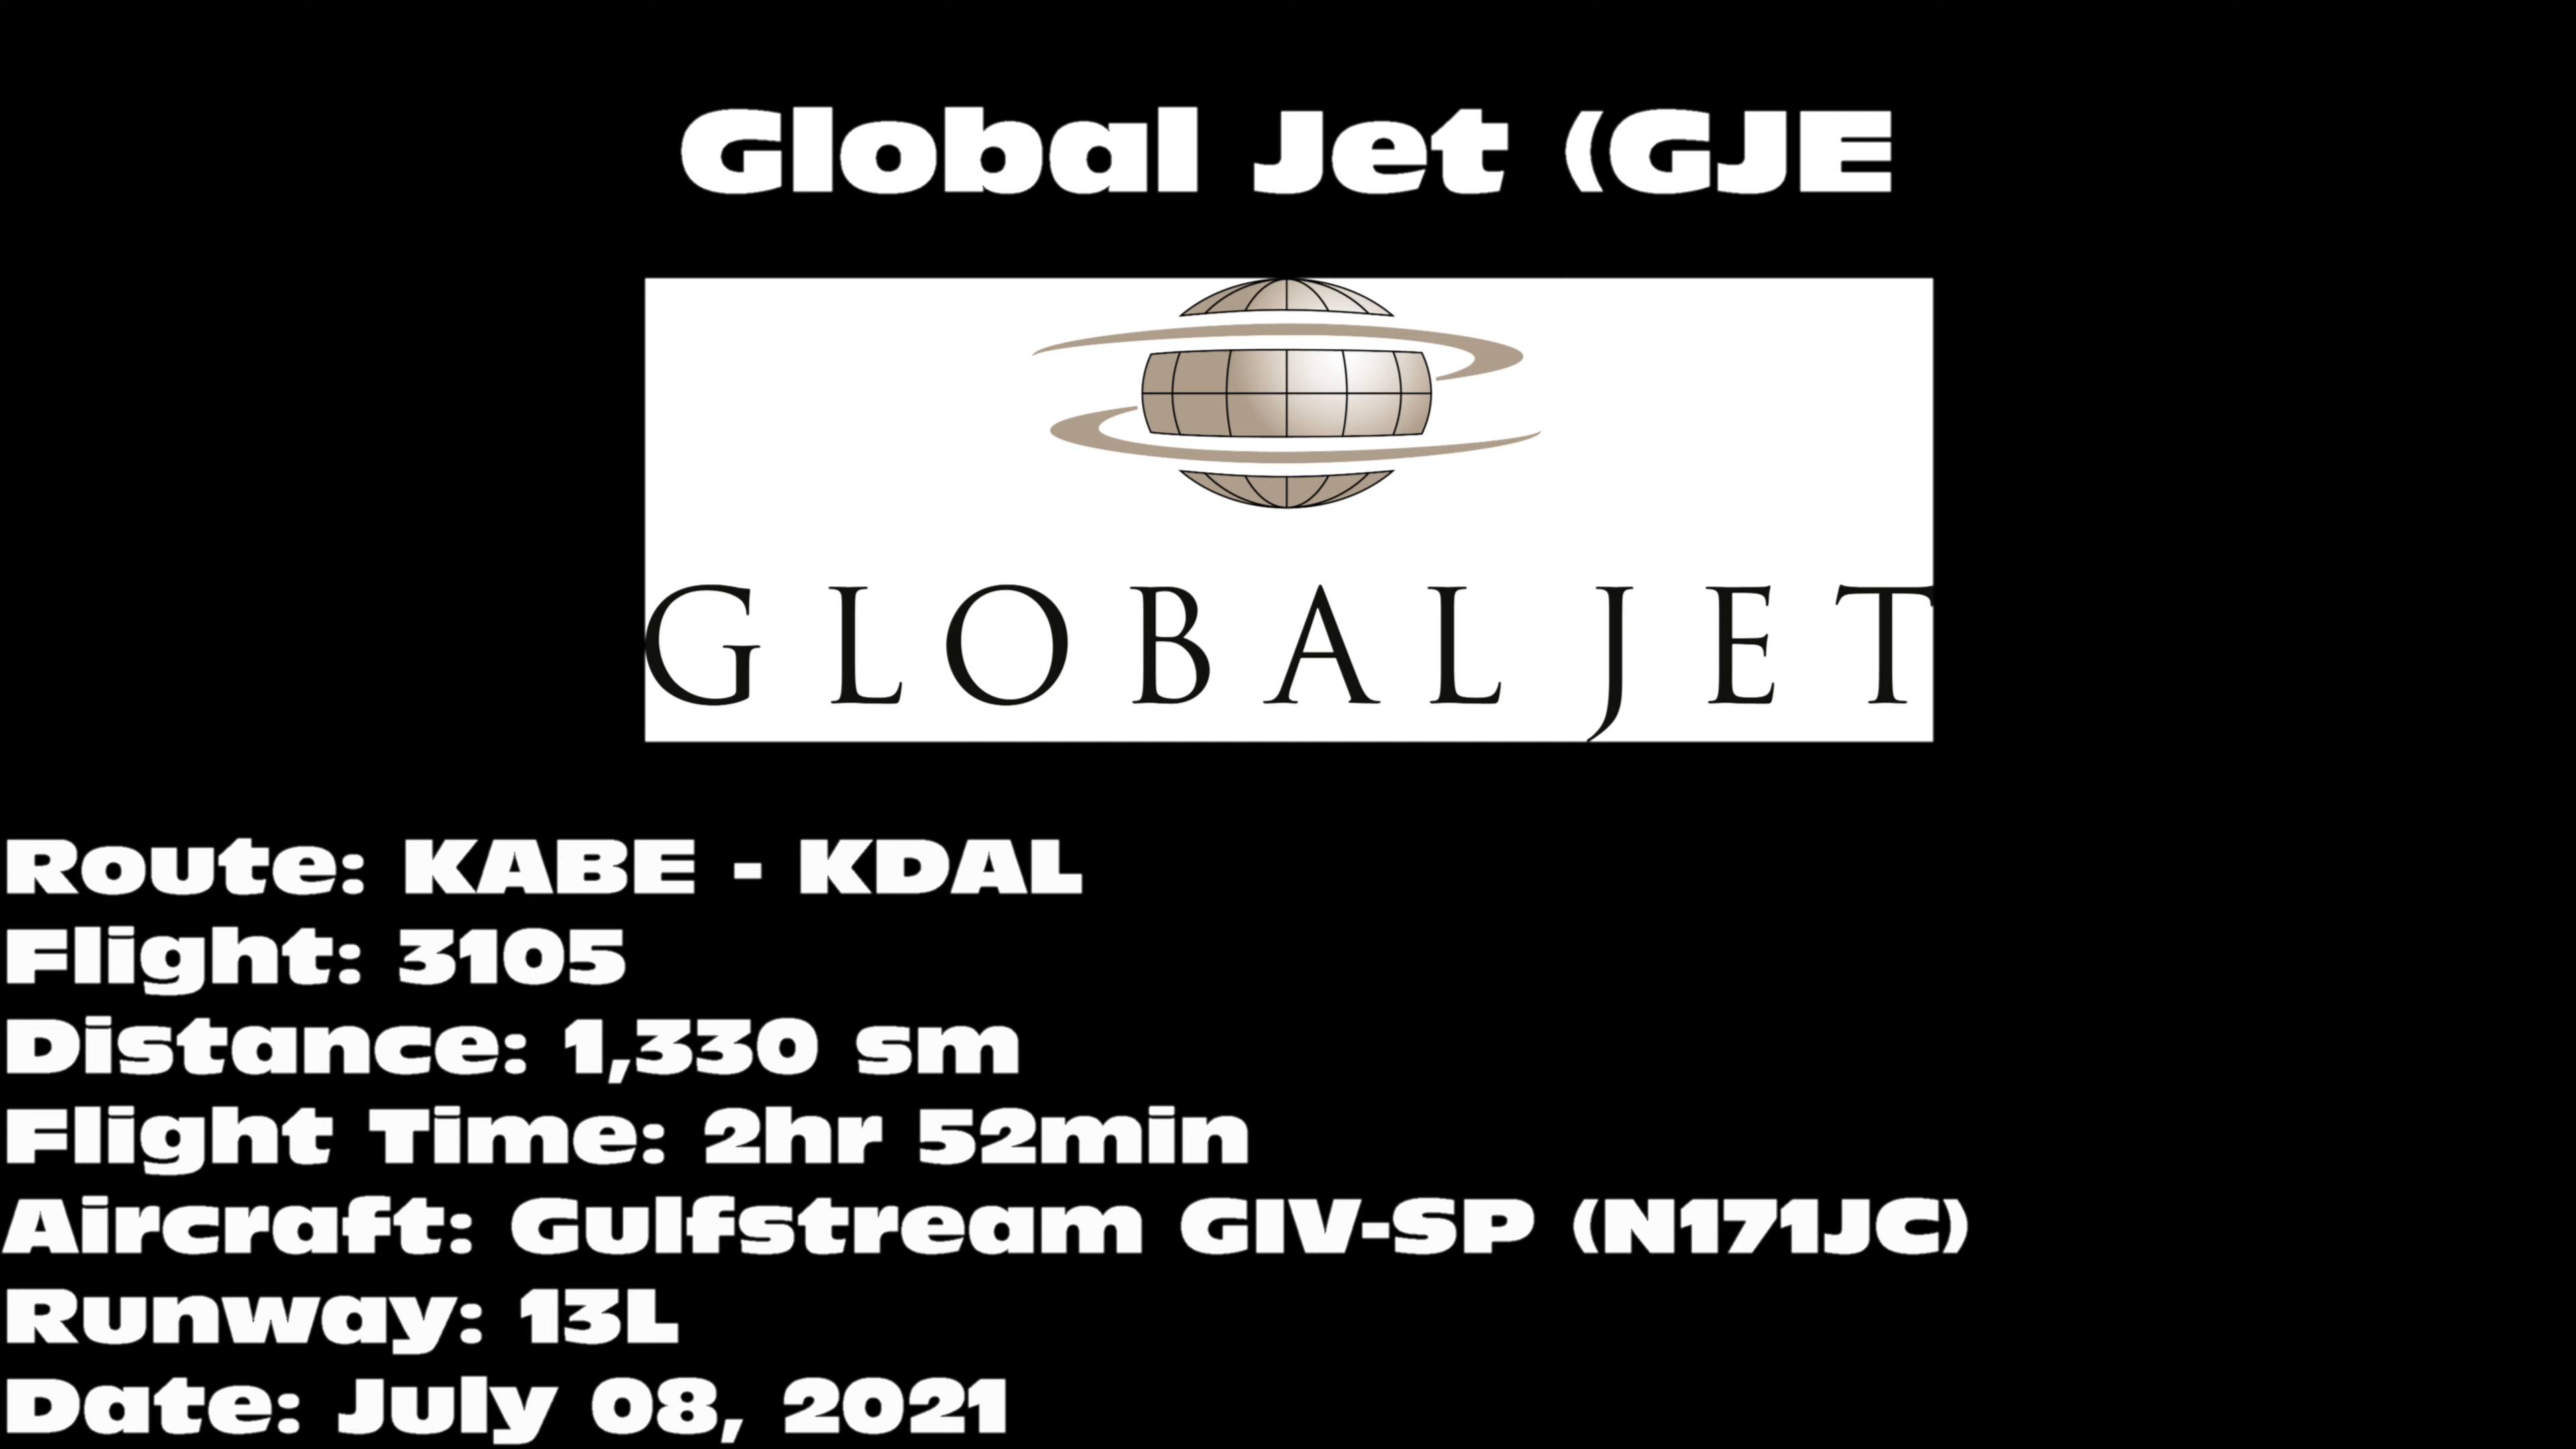 Global Jet (GJE
GLOBAL JET
Route: KABE - KDAL
Flight: 3105
Distance: 1,330 sm
Flight Time: 2hr 52min
Aircraft: Gulfstream GIV-SP (N171JC)
Runway: 13L
Date: July 08, 2021